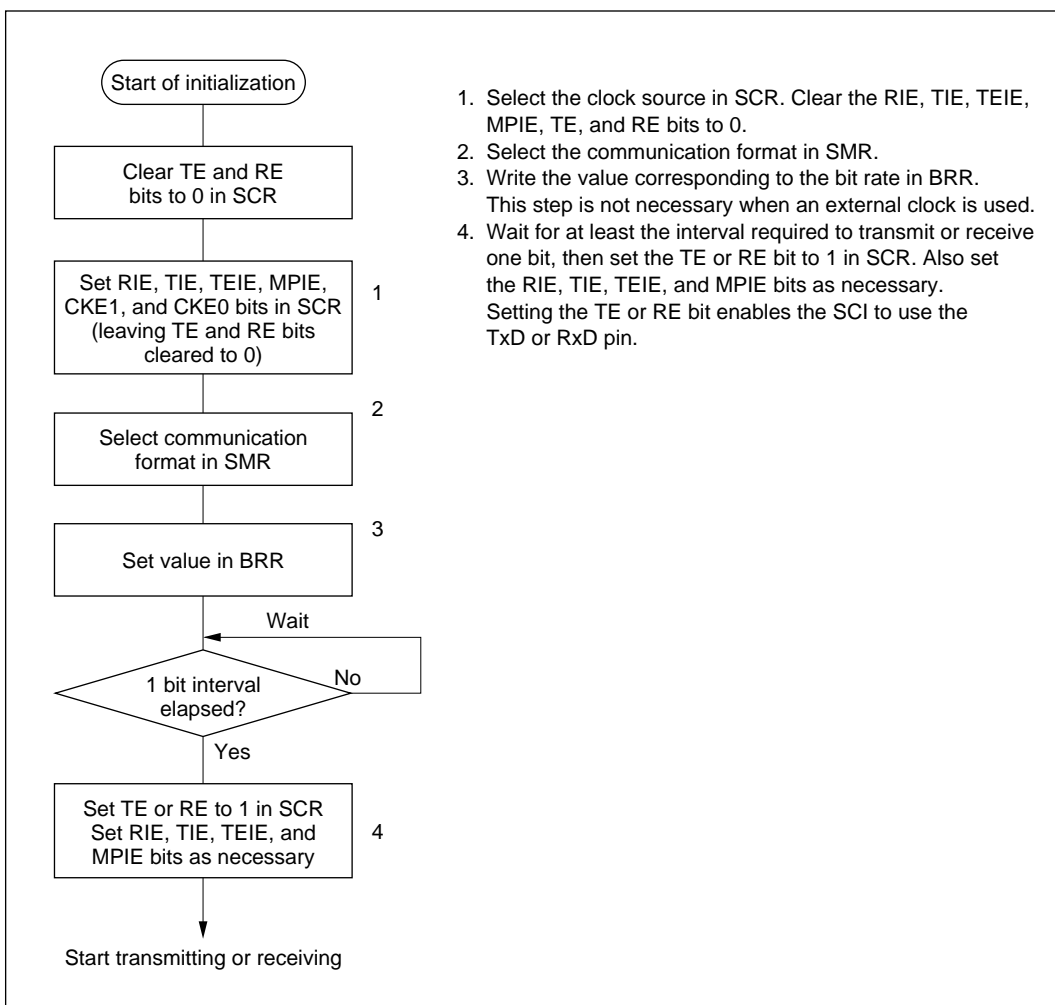 Start of initialization
Clear TE and RE
bits to 0 in SCR
Set RIE, TIE, TEIE, MPIE,
CKE1, and CKE0 bits in SCR
(leaving TE and RE bits
cleared to 0)
1
Select communication
format in SMR
2
Set value in BRR
3
Wait
1 bit interval
elapsed?
No
Yes
Set TE or RE to 1 in SCR
Set RIE, TIE, TEIE, and
MPIE bits as necessary
4
Start transmitting or receiving
1. Select the clock source in SCR. Clear the RIE, TIE, TEIE,
MPIE, TE, and RE bits to 0.
2. Select the communication format in SMR.
3. Write the value corresponding to the bit rate in BRR.
This step is not necessary when an external clock is used.
4. Wait for at least the interval required to transmit or receive
one bit, then set the TE or RE bit to 1 in SCR. Also set
the RIE, TIE, TEIE, and MPIE bits as necessary.
Setting the TE or RE bit enables the SCI to use the
TxD or RxD pin.